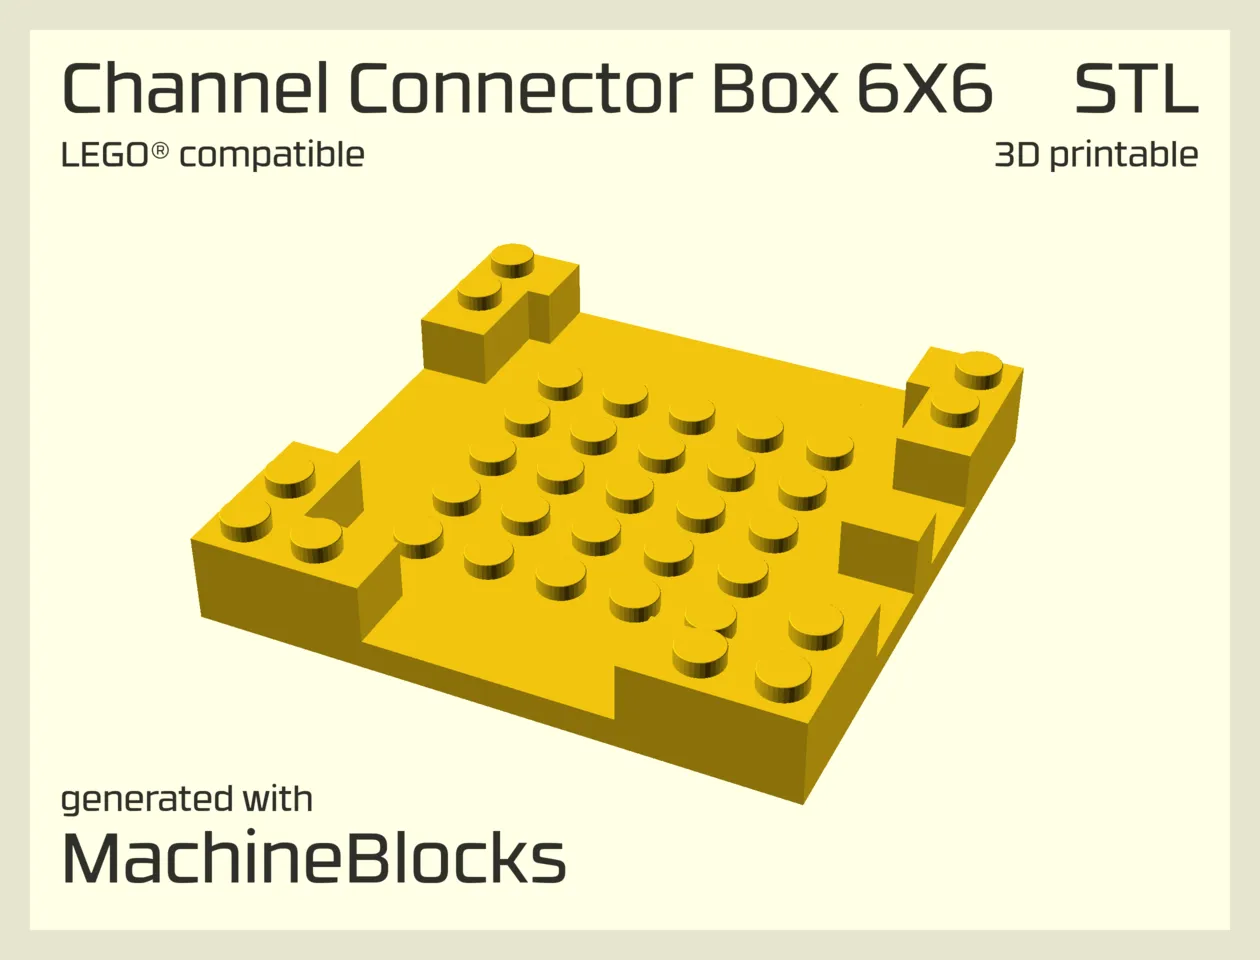 Channel Connector Box 6X6 STL
LEGO® compatible 3D printable
generated with
MachineBlocks